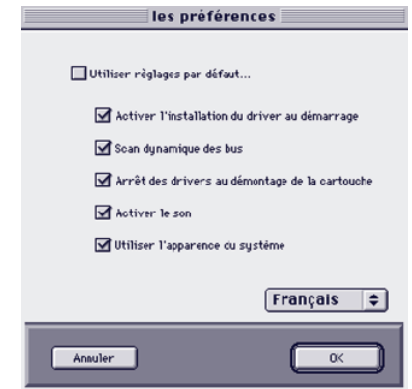 les préférences
Utiliser règlages par défaut...
Activer l'installation du driver au démarrage
Scan dynamique des bus
Arrêt des drivers au démontage de la cartouche
Activer le son
Utiliser l'apparence du système
Français
Annuler
OK